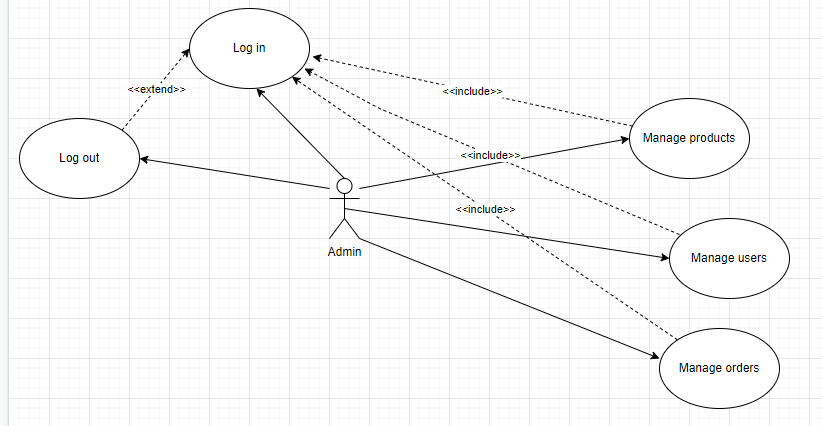 Log in
<<extend>>
<<include>>
Manage products
Log out
<<include>>
<<include>>
Admin
Manage users
Manage orders